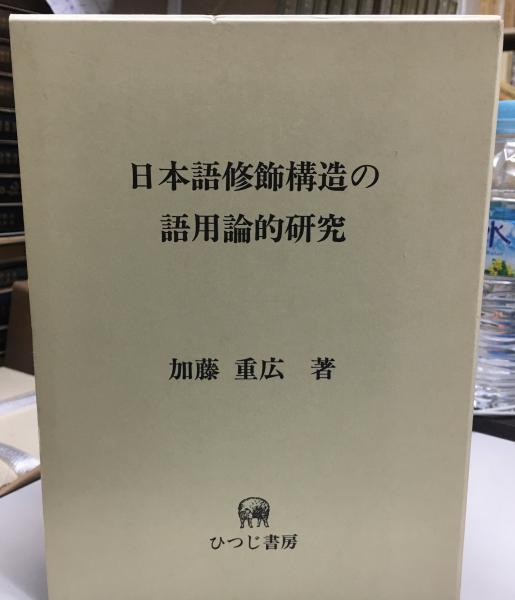 日本語修飾構造の
語用論的研究
加藤 重広 著
ひつじ書房
水